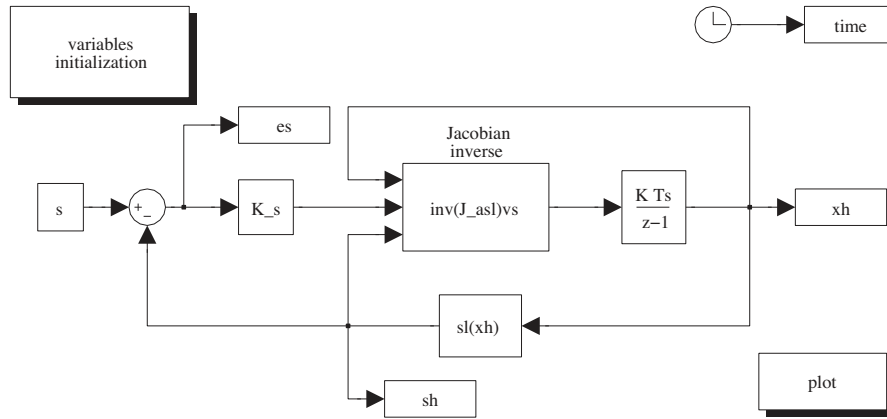 variables
initialization
time
es
Jacobian
inverse
s
+
_
K_s
inv(J_asl)vs
K Ts
z−1
xh
sl(xh)
sh
plot